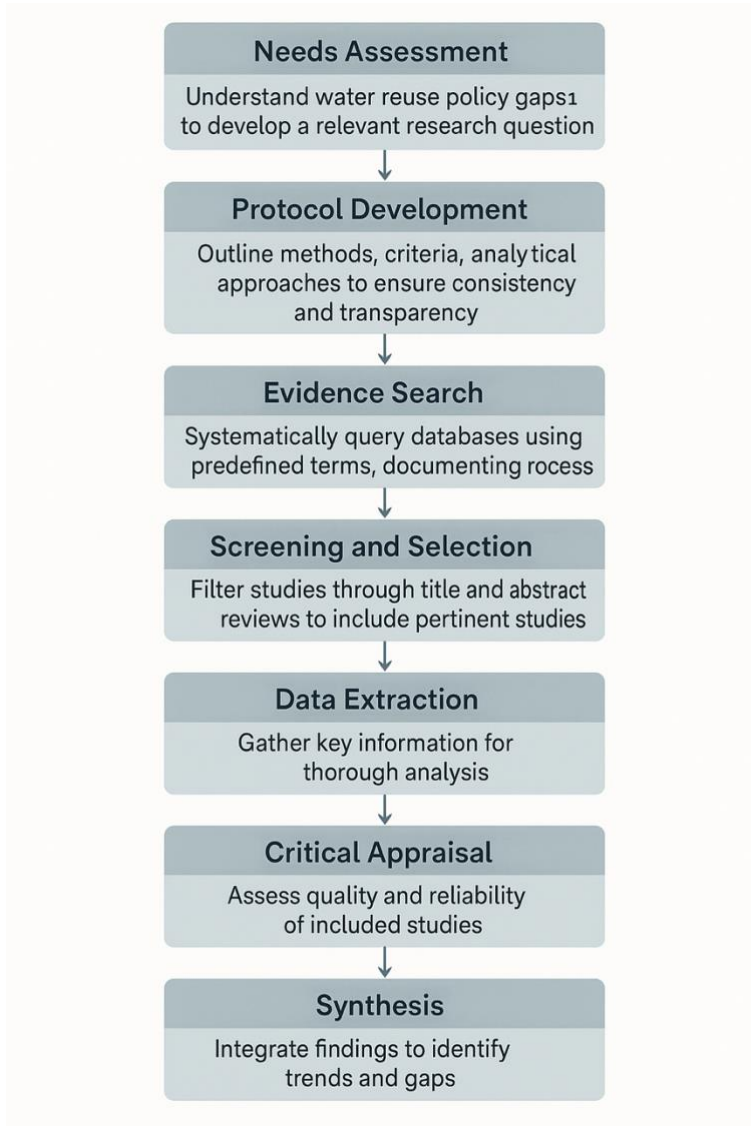 Needs Assessment
Understand water reuse policy gaps1
to develop a relevant research question
Protocol Development
Outline methods, criteria, analytical
approaches to ensure consistency
and transparency
Evidence Search
Systematically query databases using
predefined terms, documenting rocess
Screening and Selection
Filter studies through title and abstract
reviews to include pertinent studies
Data Extraction
Gather key information for
thorough analysis
Critical Appraisal
Assess quality and reliability
of included studies
Synthesis
Integrate findings to identify
trends and gaps